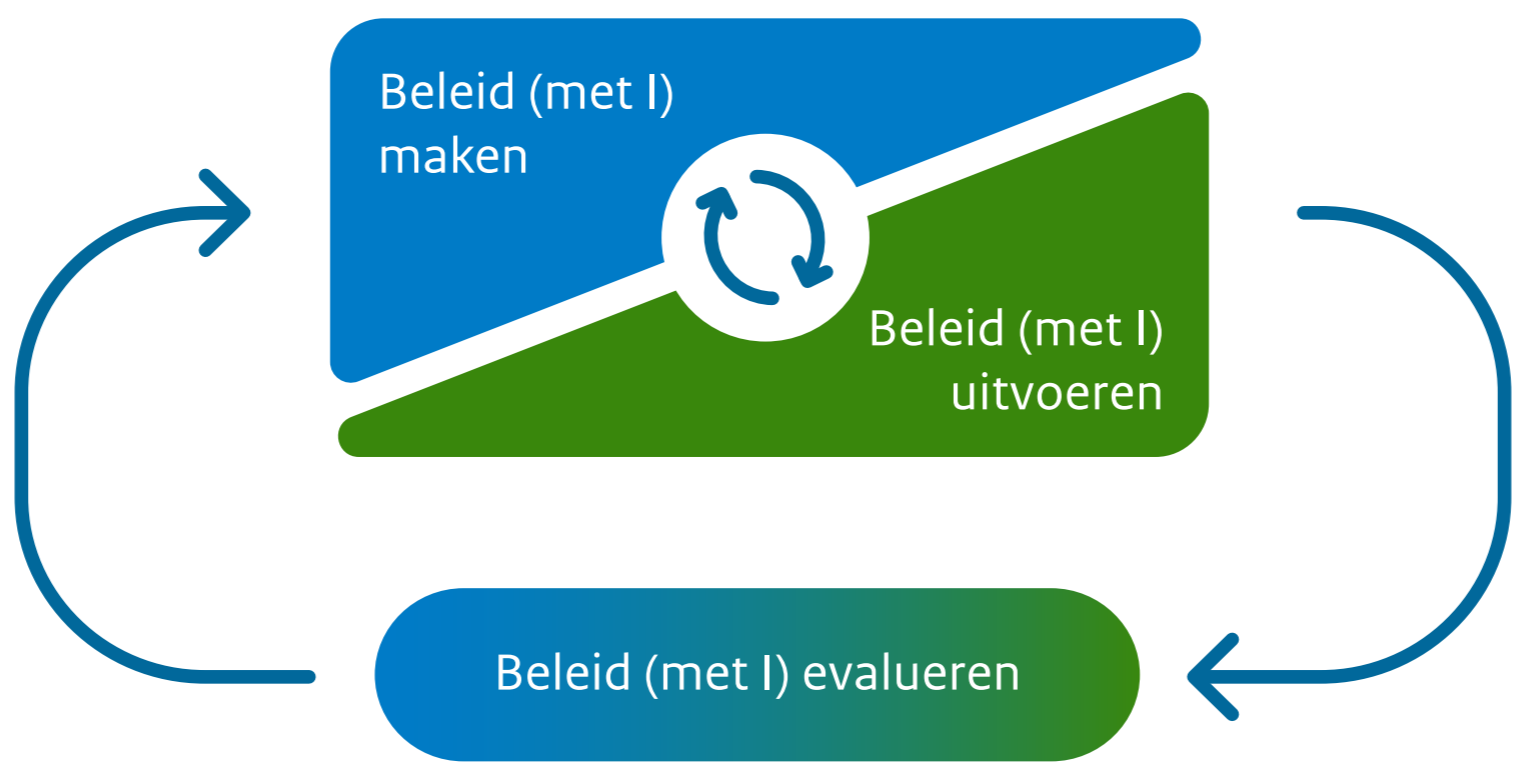 Beleid (met I)
maken
Beleid (met I)
uitvoeren
Beleid (met I) evalueren